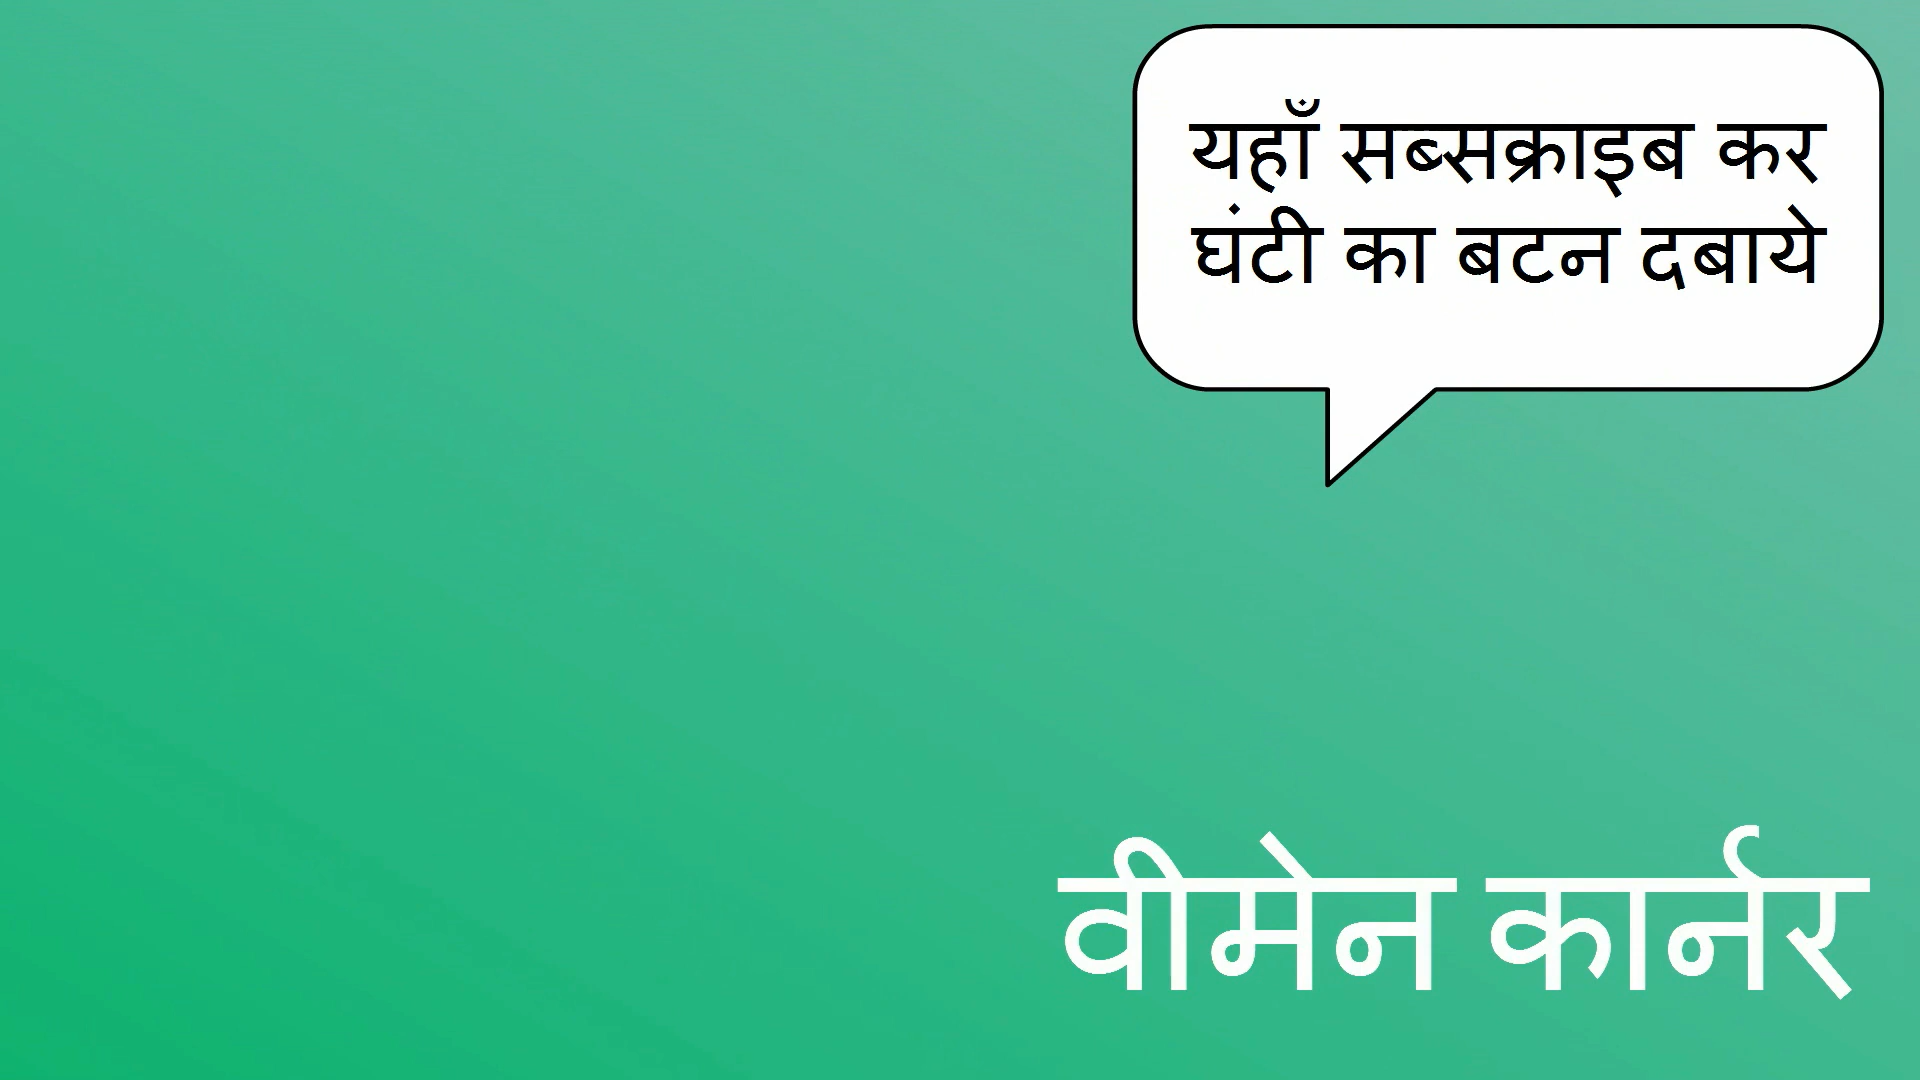 यहाँ सब्सक्राइब कर
घंटी का बटन दबाये
वीमेन कार्नर